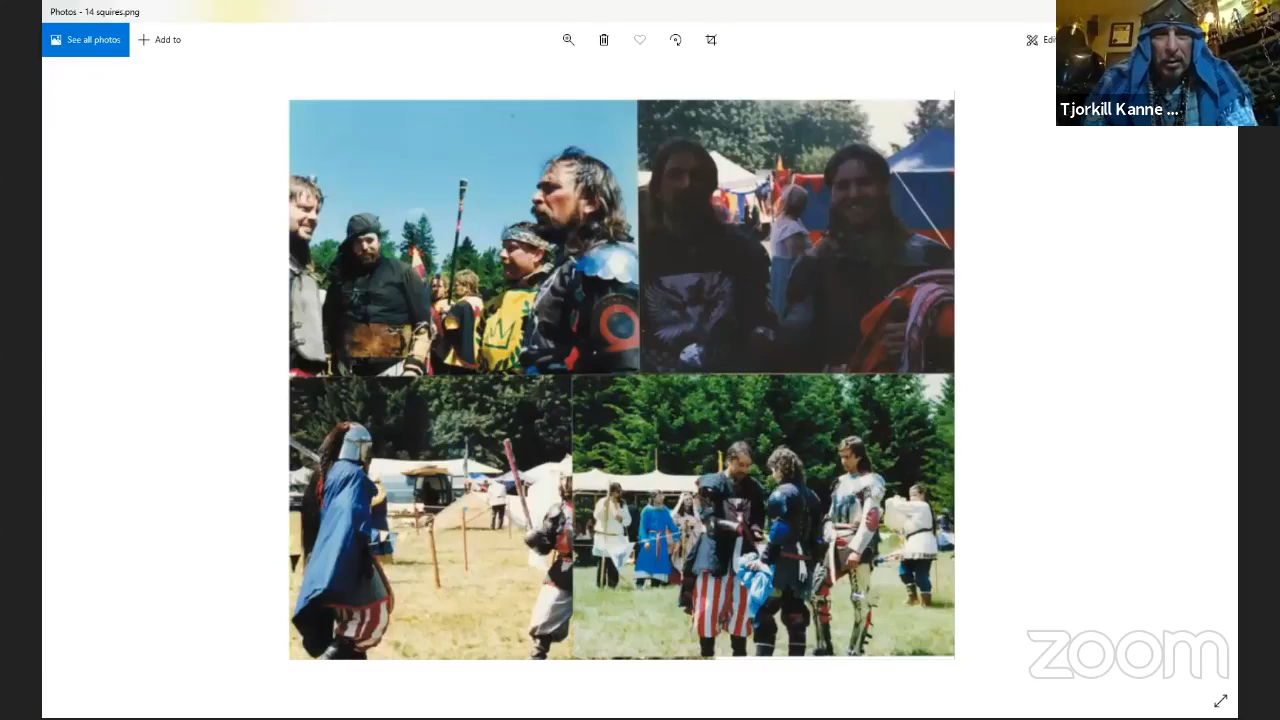 Photos - 14 squires.png
See all photos
Add to
Edi
Tjorkill Kanne ...
zoom